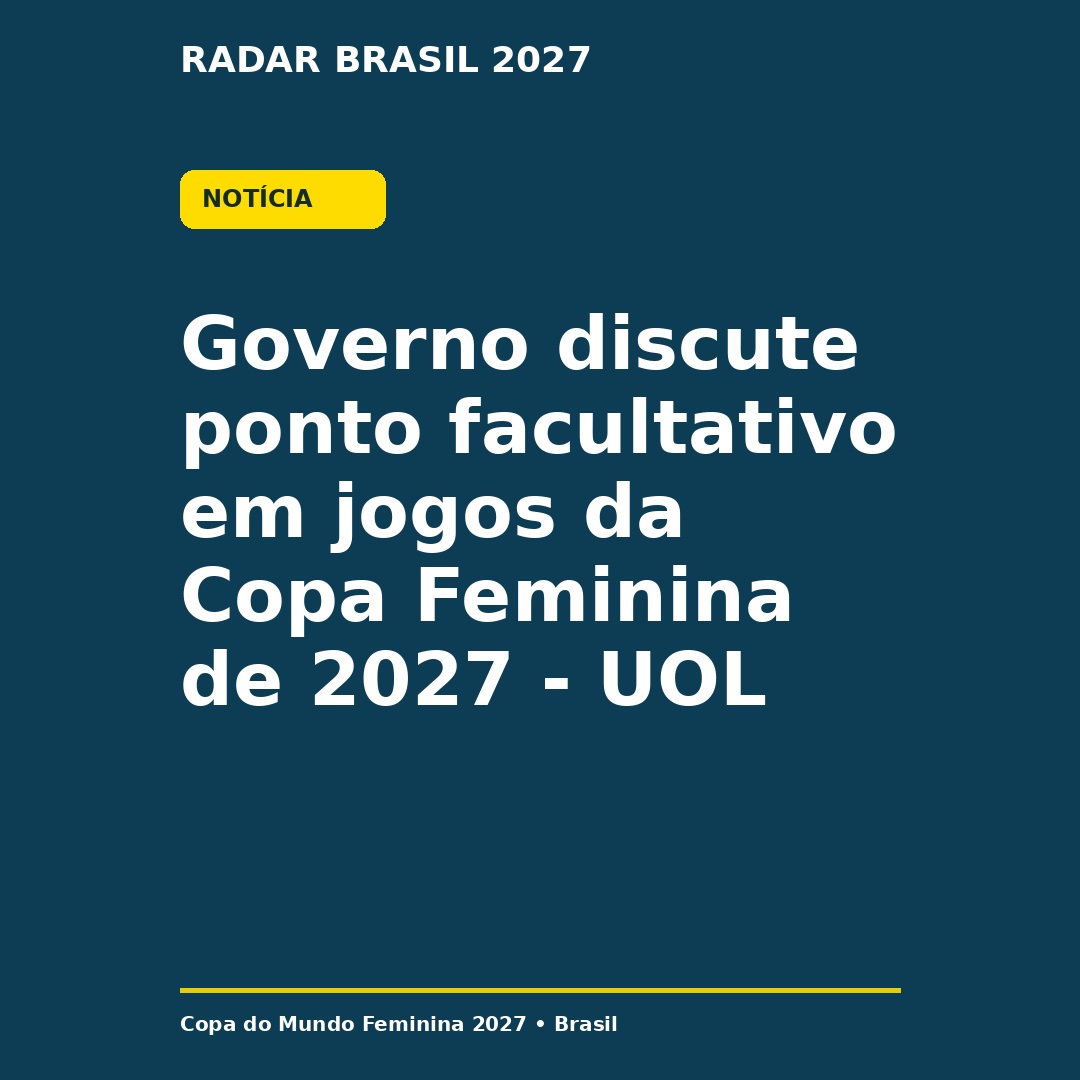 RADAR BRASIL 2027
NOTÍCIA
Governo discute
ponto facultativo
em jogos da
Copa Feminina
de 2027 - UOL
Copa do Mundo Feminina 2027 • Brasil